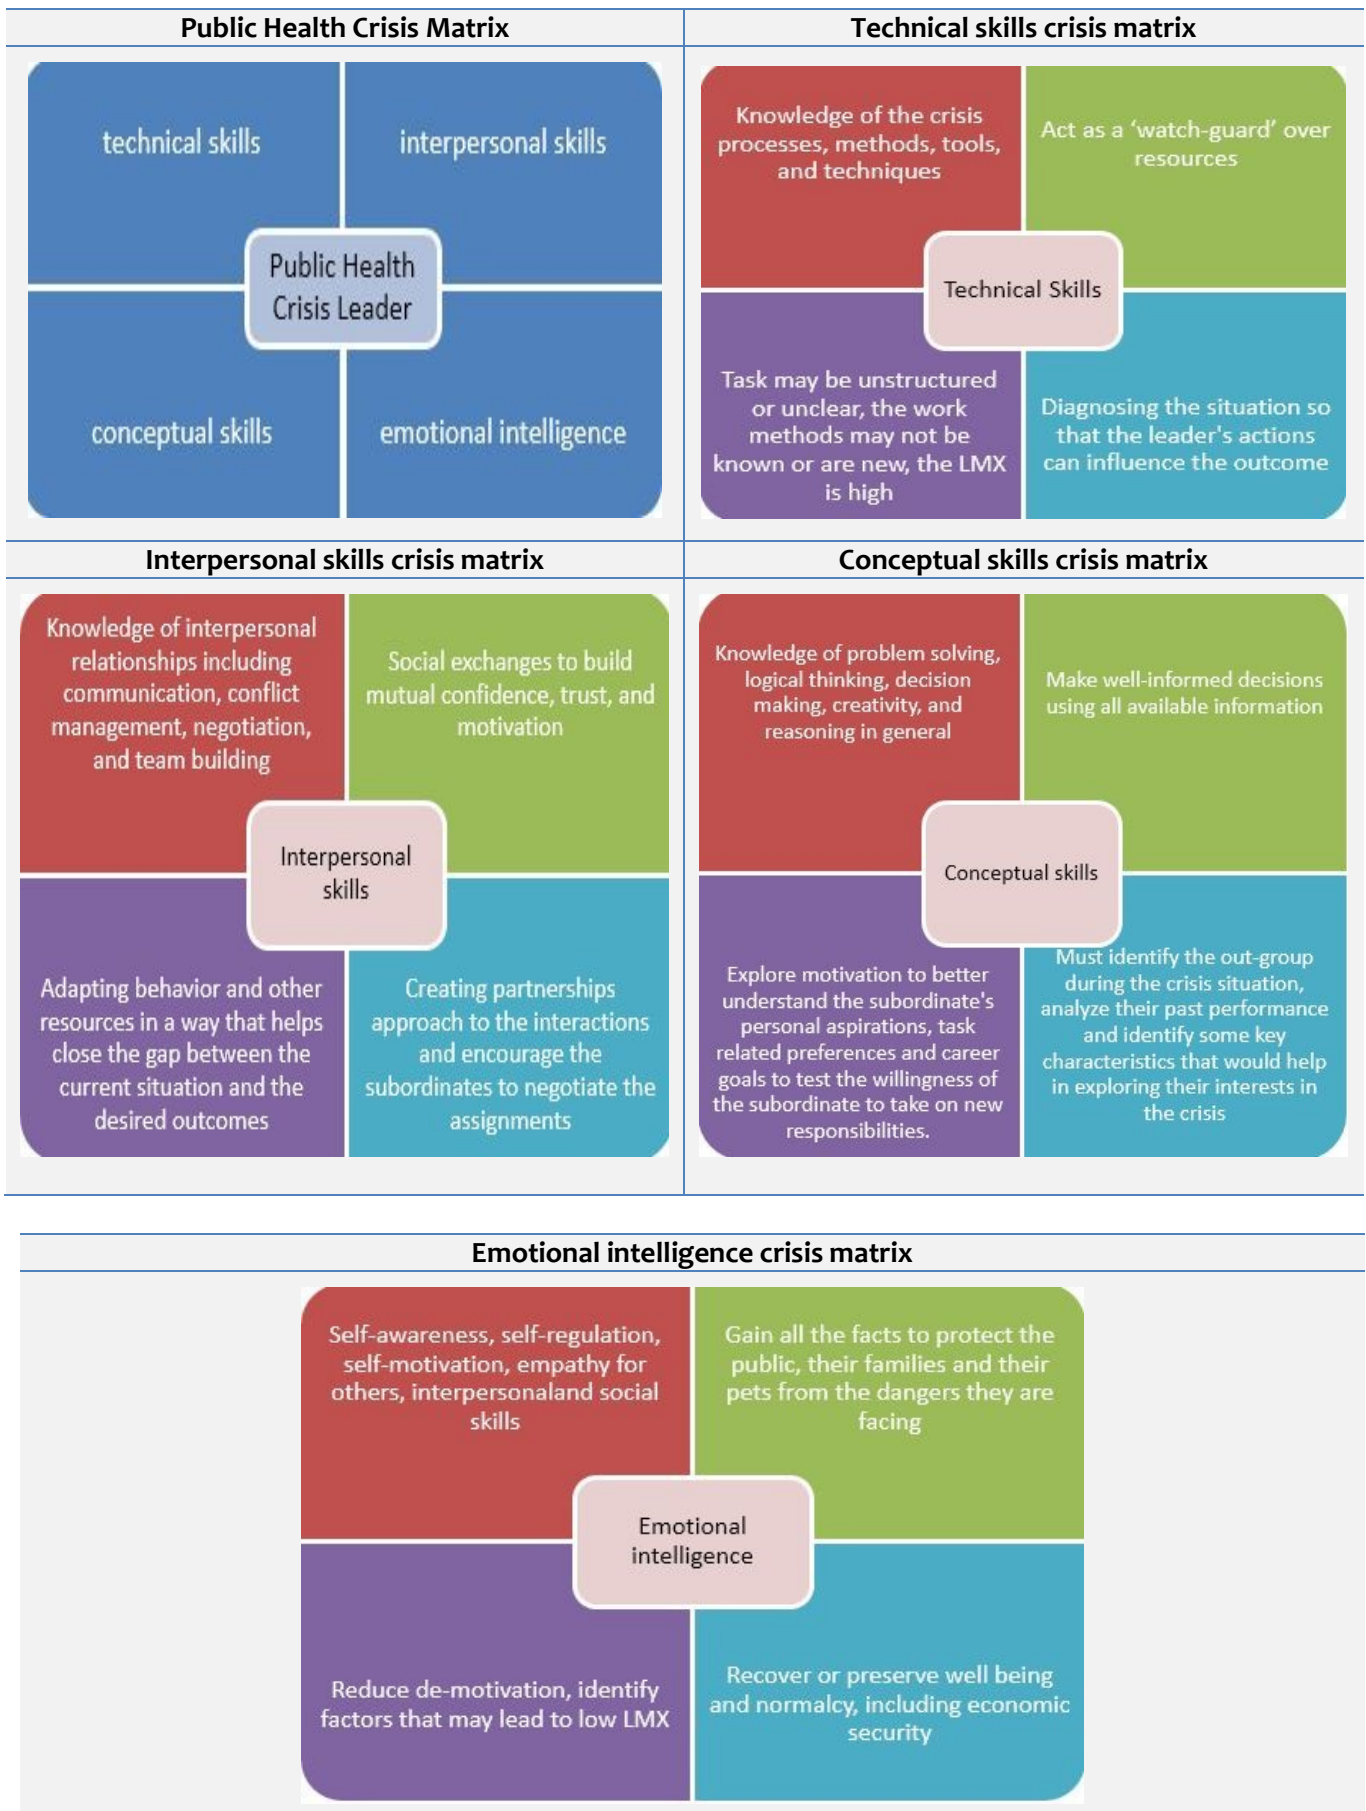 Public Health Crisis Matrix
technical skills
interpersonal skills
Public Health
Crisis Leader
conceptual skills
emotional intelligence
Technical skills crisis matrix
Knowledge of the crisis
processes, methods, tools,
and techniques
Act as a ‘watch-guard’ over
resources
Technical Skills
Task may be unstructured
or unclear, the work
methods may not be
known or are new, the LMX
is high
Diagnosing the situation so
that the leader's actions
can influence the outcome
Interpersonal skills crisis matrix
Knowledge of interpersonal
relationships including
communication, conflict
management, negotiation,
and team building
Social exchanges to build
mutual confidence, trust, and
motivation
Interpersonal
skills
Adapting behavior and other
resources in a way that helps
close the gap between the
current situation and the
desired outcomes
Creating partnerships
approach to the interactions
and encourage the
subordinates to negotiate the
assignments
Conceptual skills crisis matrix
Knowledge of problem solving,
logical thinking, decision
making, creativity, and
reasoning in general
Make well-informed decisions
using all available information
Conceptual skills
Explore motivation to better
understand the subordinate's
personal aspirations, task
related preferences and career
goals to test the willingness of
the subordinate to take on new
responsibilities.
Must identify the out-group
during the crisis situation,
analyze their past performance
and identify some key
characteristics that would help
in exploring their interests in
the crisis
Emotional intelligence crisis matrix
Self-awareness, self-regulation,
self-motivation, empathy for
others, interpersonaland social
skills
Gain all the facts to protect the
public, their families and their
pets from the dangers they are
facing
Emotional
intelligence
Reduce de-motivation, identify
factors that may lead to low LMX
Recover or preserve well being
and normalcy, including economic
security